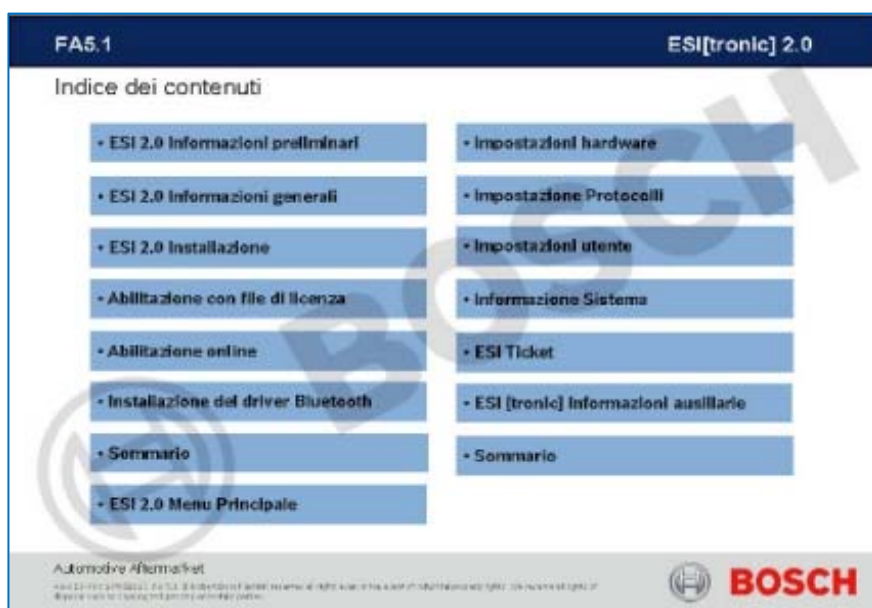 FA5.1
ESI[tronic] 2.0
Indice dei contenuti
• ESI 2.0 Informazioni preliminari
• ESI 2.0 Informazioni generali
• ESI 2.0 Installazione
• Abilitazione con file di licenza
• Abilitazione online
• Installazione del driver Bluetooth
• Sommario
• ESI 2.0 Menu Principale
• Impostazioni hardware
• Impostazione Protocolli
• Impostazioni utente
• Informazione Sistema
• ESI Ticket
• ESI [tronic] Informazioni ausiliarie
• Sommario
BOSCH
Automotive Aftermarket
BOSCH